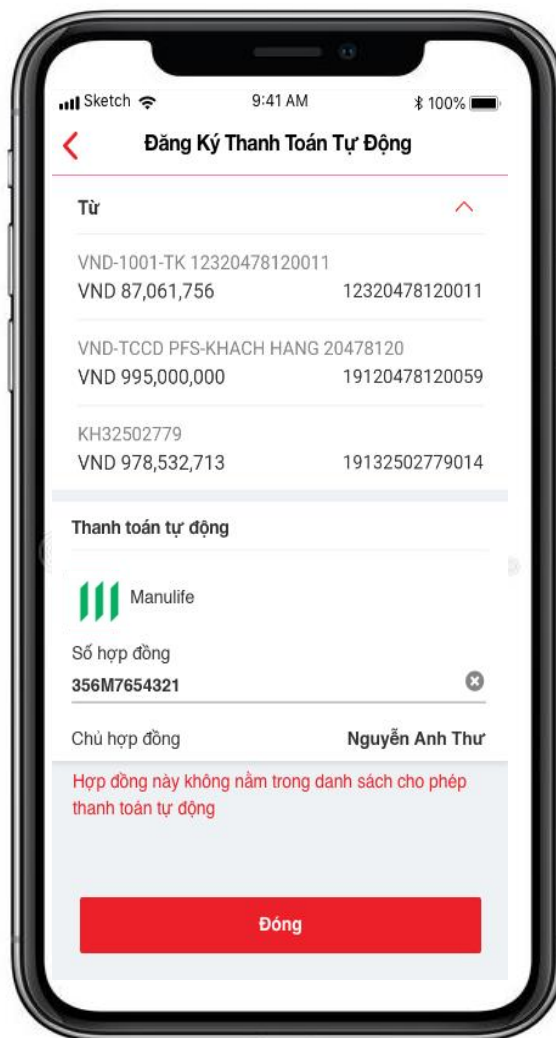 Sketch 9:41 AM 100%
Đăng Ký Thanh Toán Tự Động
Từ
VND-1001-TK 12320478120011
VND 87,061,756 12320478120011
VND-TCCD PFS-KHACH HANG 20478120
VND 995,000,000 19120478120059
KH32502779
VND 978,532,713 19132502779014
Thanh toán tự động
Manulife
Số hợp đồng
356M7654321
Chủ hợp đồng Nguyễn Anh Thư
Hợp đồng này không nằm trong danh sách cho phép
thanh toán tự động
Đóng